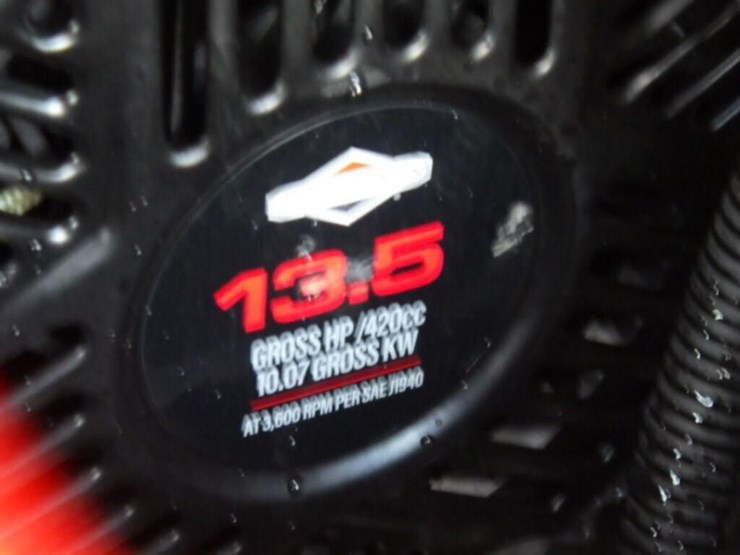 13.5
GROSS HP /420CC
10.07 GROSS KW
AT 3,600 RPM PER SAE J1940